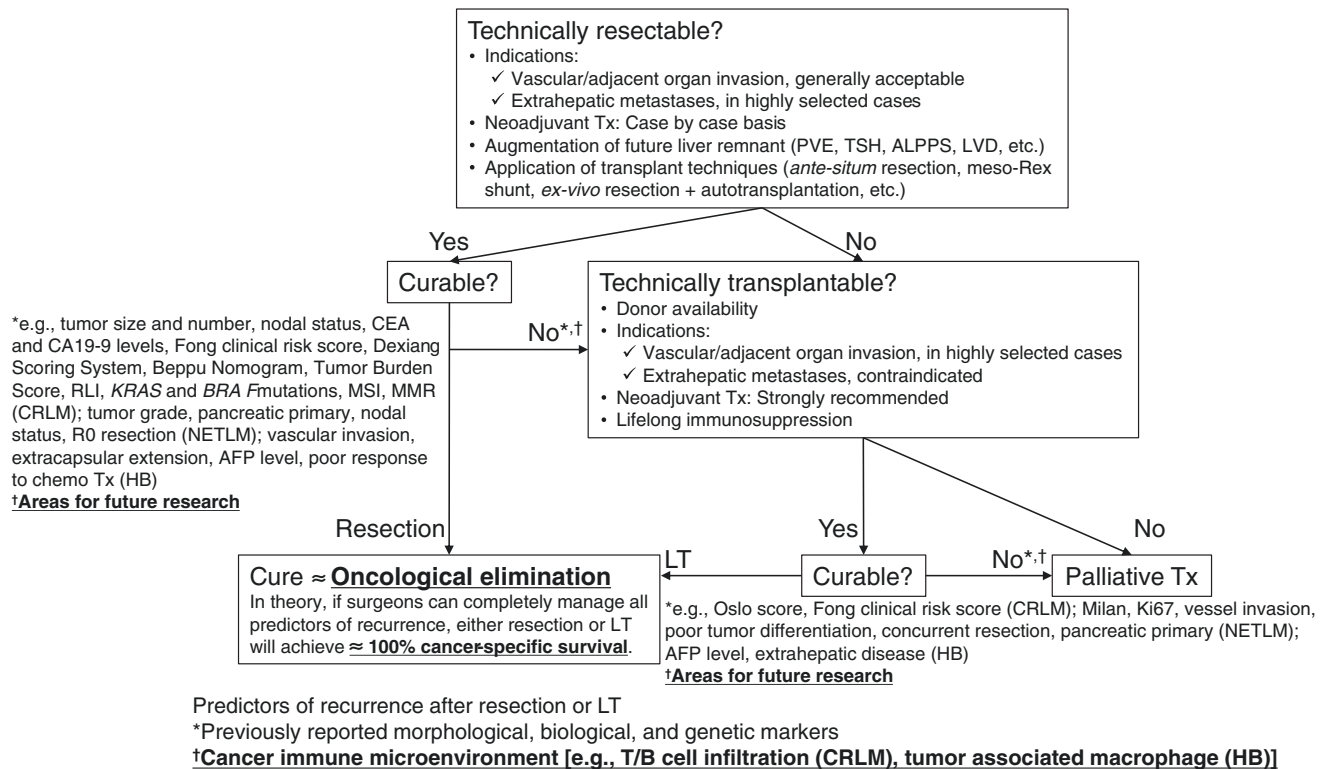 Technically resectable?
• Indications:
✓ Vascular/adjacent organ invasion, generally acceptable
✓ Extrahepatic metastases, in highly selected cases
• Neoadjuvant Tx: Case by case basis
• Augmentation of future liver remnant (PVE, TSH, ALPPS, LVD, etc.)
• Application of transplant techniques (ante-situm resection, meso-Rex
shunt, ex-vivo resection + autotransplantation, etc.)
Yes
No
Curable?
Technically transplantable?
• Donor availability
• Indications:
✓ Vascular/adjacent organ invasion, in highly selected cases
✓ Extrahepatic metastases, contraindicated
• Neoadjuvant Tx: Strongly recommended
• Lifelong immunosuppression
No*,†
*e.g., tumor size and number, nodal status, CEA
and CA19-9 levels, Fong clinical risk score, Dexiang
Scoring System, Beppu Nomogram, Tumor Burden
Score, RLI, KRAS and BRA Fmutations, MSI, MMR
(CRLM); tumor grade, pancreatic primary, nodal
status, R0 resection (NETLM); vascular invasion,
extracapsular extension, AFP level, poor response
to chemo Tx (HB)
†Areas for future research
Resection
Yes
No
Cure ≈ Oncological elimination
In theory, if surgeons can completely manage all
predictors of recurrence, either resection or LT
will achieve ≈ 100% cancer-specific survival.
LT
Curable?
No*,†
Palliative Tx
*e.g., Oslo score, Fong clinical risk score (CRLM); Milan, Ki67, vessel invasion,
poor tumor differentiation, concurrent resection, pancreatic primary (NETLM);
AFP level, extrahepatic disease (HB)
†Areas for future research
Predictors of recurrence after resection or LT
*Previously reported morphological, biological, and genetic markers
†Cancer immune microenvironment [e.g., T/B cell infiltration (CRLM), tumor associated macrophage (HB)]